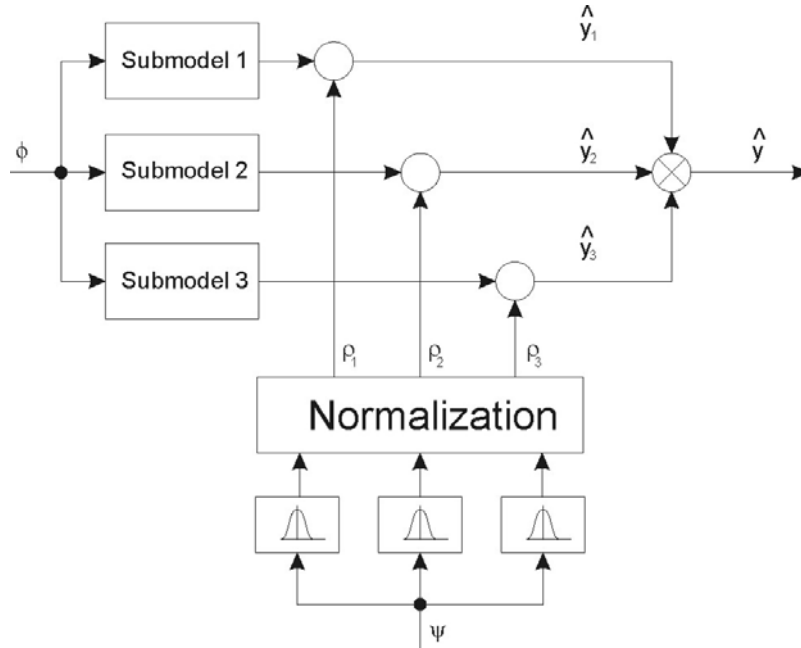 Submodel 1
ŷ₁
ϕ
Submodel 2
ŷ₂
ŷ
Submodel 3
ŷ₃
ρ₁
ρ₂
ρ₃
Normalization
ψ